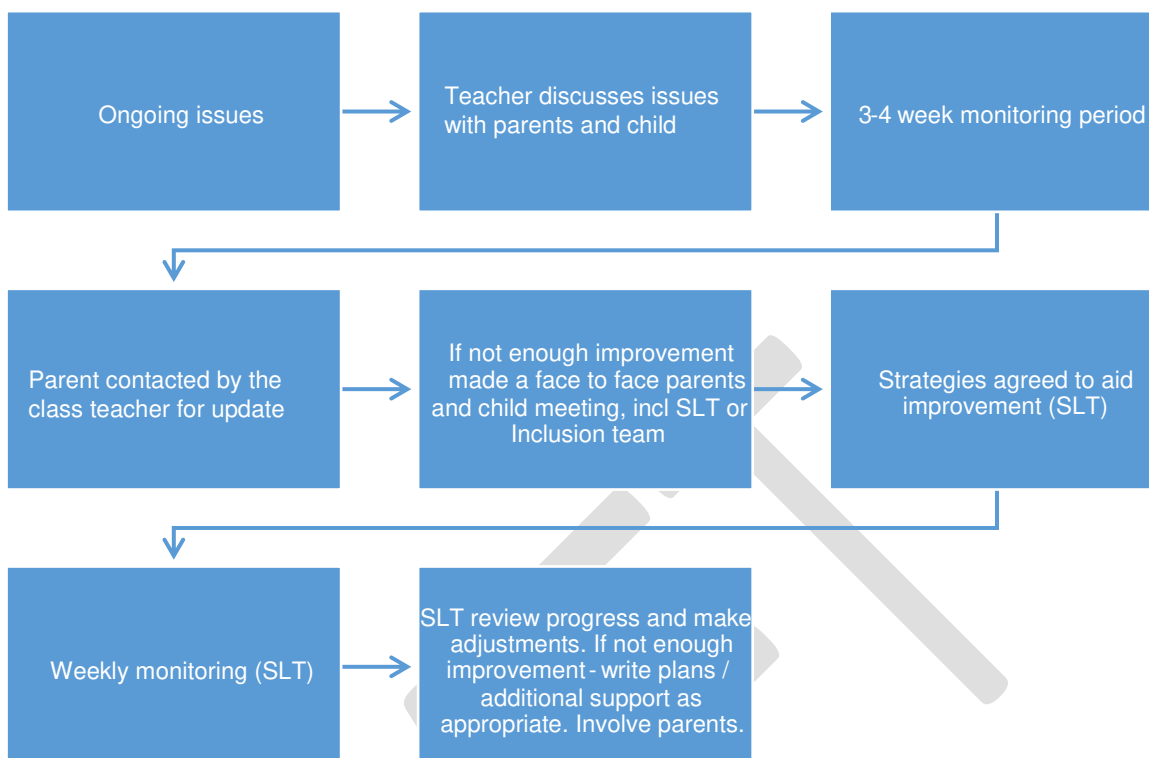 Ongoing issues
Teacher discusses issues
with parents and child
3-4 week monitoring period
Parent contacted by the
class teacher for update
If not enough improvement
made a face to face parents
and child meeting, incl SLT or
Inclusion team
Strategies agreed to aid
improvement (SLT)
Weekly monitoring (SLT)
SLT review progress and make
adjustments. If not enough
improvement - write plans /
additional support as
appropriate. Involve parents.